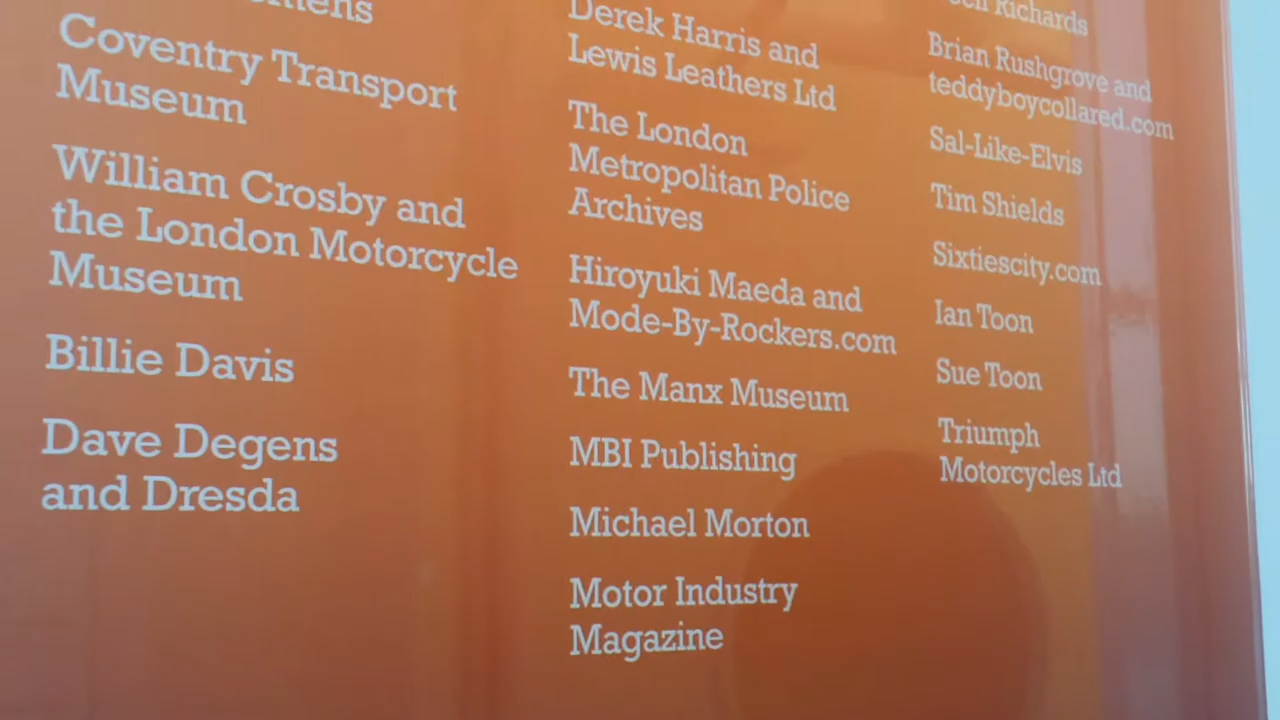 Coventry Transport
Museum
William Crosby and
the London Motorcycle
Museum
Billie Davis
Dave Degens
and Dresda
Derek Harris and
Lewis Leathers Ltd
The London
Metropolitan Police
Archives
Hiroyuki Maeda and
Mode-By-Rockers.com
The Manx Museum
MBI Publishing
Michael Morton
Motor Industry
Magazine
Richards
Brian Rushgrove and
teddyboycollared.com
Sal-Like-Elvis
Tim Shields
Sixtiescity.com
Ian Toon
Sue Toon
Triumph
Motorcycles Ltd